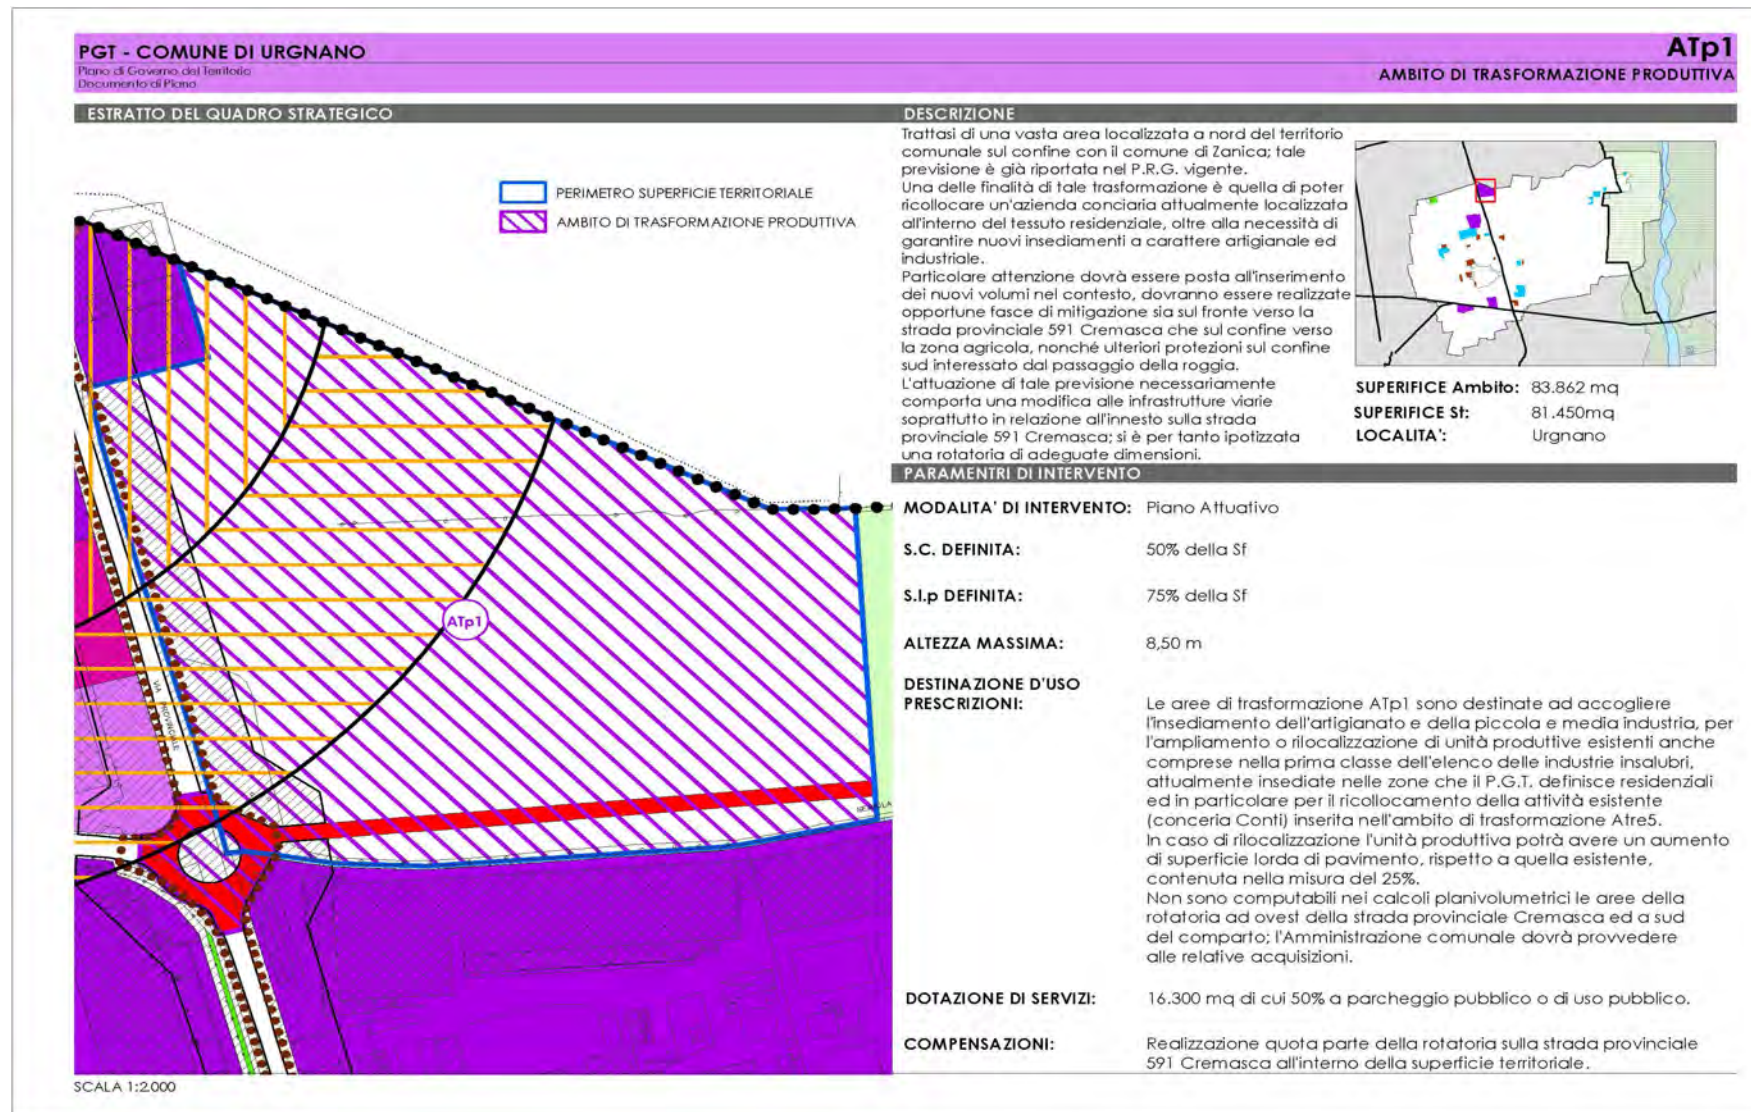 PGT - COMUNE DI URGNANO
Piano di Governo del Territorio
Documento di Piano
ATp1
AMBITO DI TRASFORMAZIONE PRODUTTIVA
ESTRATTO DEL QUADRO STRATEGICO
PERIMETRO SUPERFICIE TERRITORIALE
AMBITO DI TRASFORMAZIONE PRODUTTIVA
ATp1
VIA PROVINCIALE
SCALA 1:2.000
DESCRIZIONE
Trattasi di una vasta area localizzata a nord del territorio
comunale sul confine con il comune di Zanica; tale
previsione è già riportata nel P.R.G. vigente.
Una delle finalità di tale trasformazione è quella di poter
ricollocare un'azienda conciaria attualmente localizzata
all'interno del tessuto residenziale, oltre alla necessità di
garantire nuovi insediamenti a carattere artigianale ed
industriale.
Particolare attenzione dovrà essere posta all'inserimento
dei nuovi volumi nel contesto, dovranno essere realizzate
opportune fasce di mitigazione sia sul fronte verso la
strada provinciale 591 Cremasca che sul confine verso
la zona agricola, nonché ulteriori protezioni sul confine
sud interessato dal passaggio della roggia.
L'attuazione di tale previsione necessariamente
comporta una modifica alle infrastrutture viarie
soprattutto in relazione all'innesto sulla strada
provinciale 591 Cremasca; si è per tanto ipotizzata
una rotatoria di adeguate dimensioni.
SUPERIFICE Ambito: 83.862 mq
SUPERIFICE St: 81.450mq
LOCALITA': Urgnano
PARAMENTRI DI INTERVENTO
MODALITA' DI INTERVENTO: Piano Attuativo
S.C. DEFINITA: 50% della Sf
S.l.p DEFINITA: 75% della Sf
ALTEZZA MASSIMA: 8,50 m
DESTINAZIONE D'USO
PRESCRIZIONI:
Le aree di trasformazione ATp1 sono destinate ad accogliere
l'insediamento dell'artigianato e della piccola e media industria, per
l'ampliamento o rilocalizzazione di unità produttive esistenti anche
comprese nella prima classe dell'elenco delle industrie insalubri,
attualmente insediate nelle zone che il P.G.T. definisce residenziali
ed in particolare per il ricollocamento della attività esistente
(conceria Conti) inserita nell'ambito di trasformazione Atre5.
In caso di rilocalizzazione l'unità produttiva potrà avere un aumento
di superficie lorda di pavimento, rispetto a quella esistente,
contenuta nella misura del 25%.
Non sono computabili nei calcoli planivolumetrici le aree della
rotatoria ad ovest della strada provinciale Cremasca ed a sud
del comparto; l'Amministrazione comunale dovrà provvedere
alle relative acquisizioni.
DOTAZIONE DI SERVIZI: 16.300 mq di cui 50% a parcheggio pubblico o di uso pubblico.
COMPENSAZIONI: Realizzazione quota parte della rotatoria sulla strada provinciale
591 Cremasca all'interno della superficie territoriale.